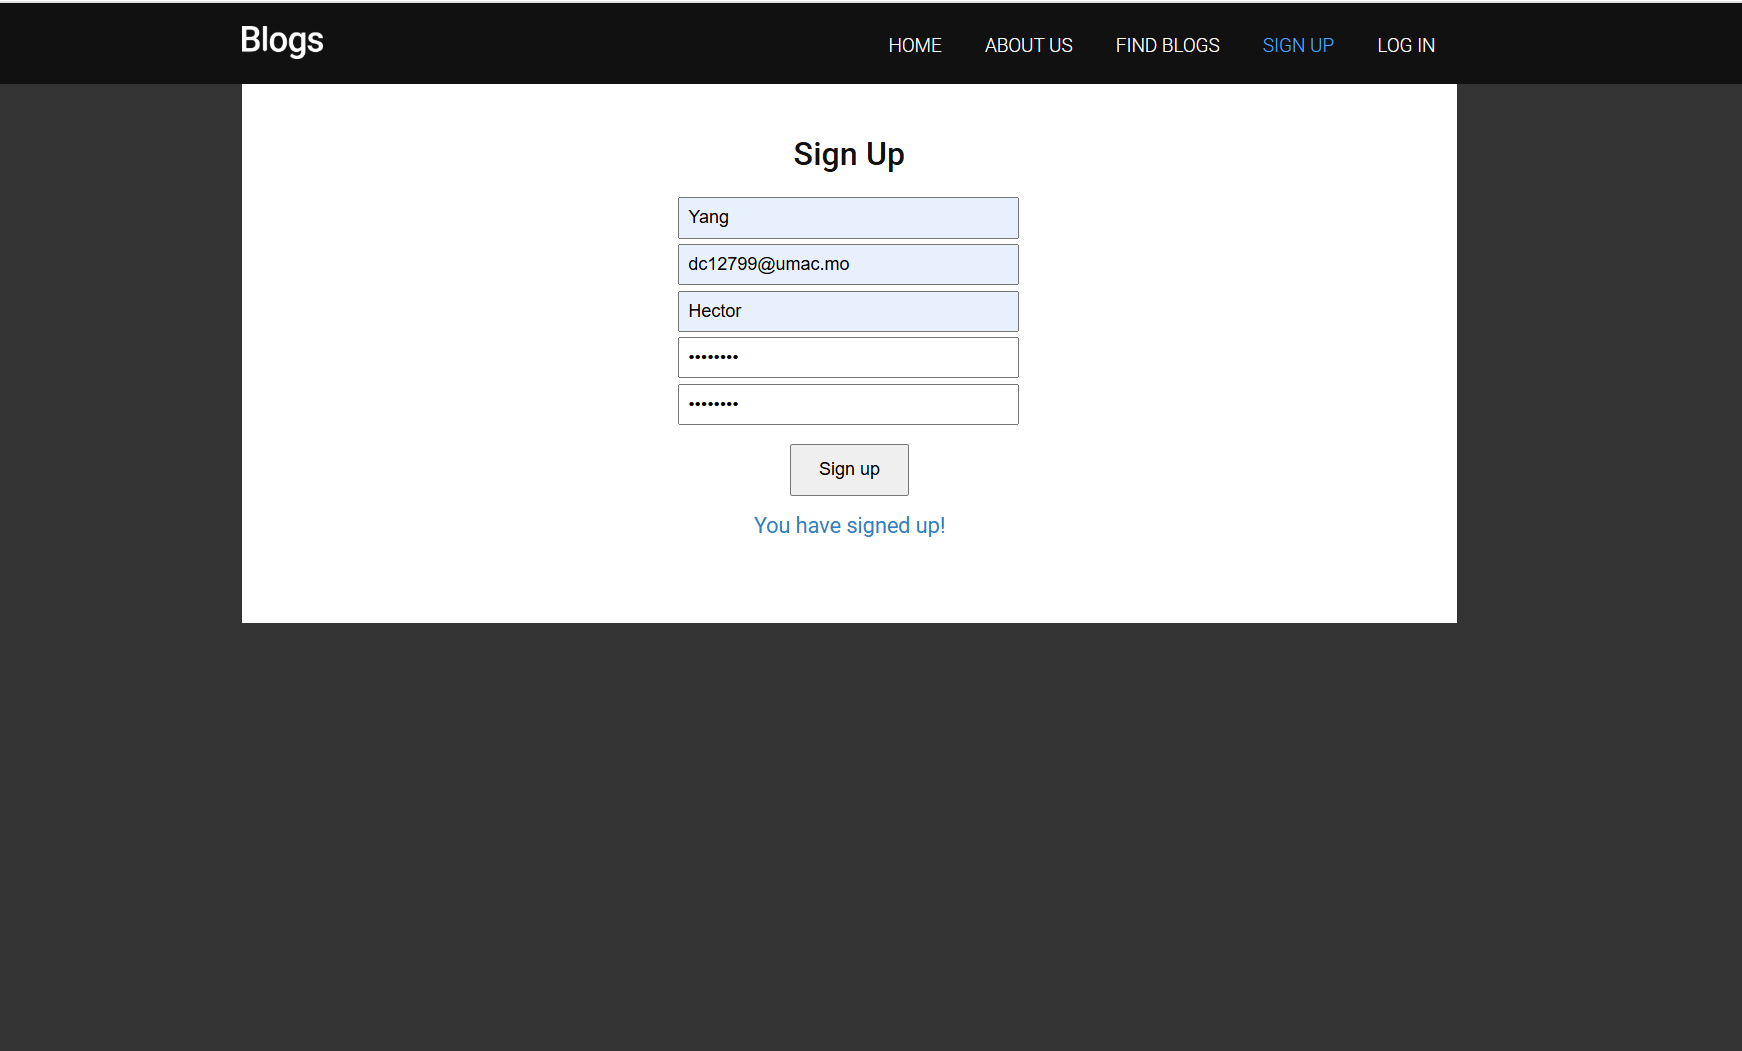 Blogs
HOME ABOUT US FIND BLOGS SIGN UP LOG IN
Sign Up
Yang
dc12799@umac.mo
Hector
••••••••
••••••••
Sign up
You have signed up!